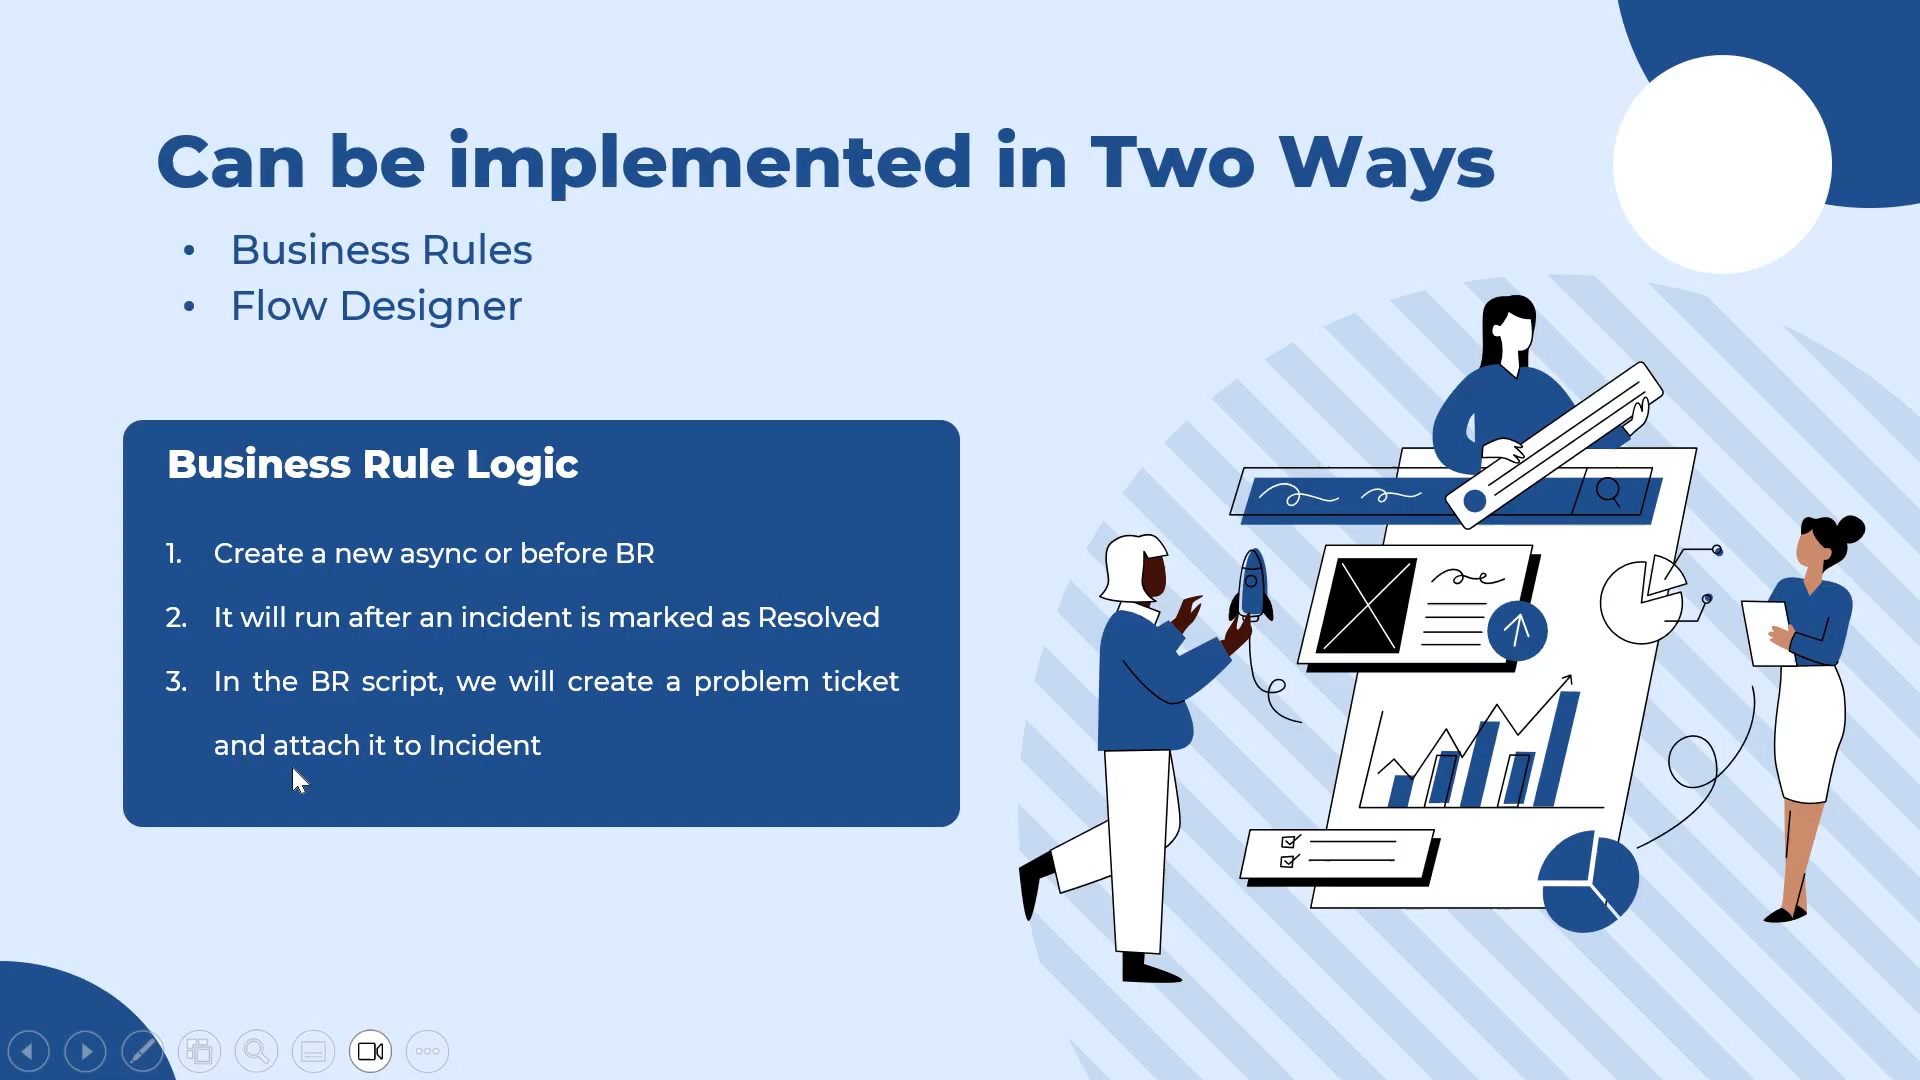 Can be implemented in Two Ways
• Business Rules
• Flow Designer
Business Rule Logic
1. Create a new async or before BR
2. It will run after an incident is marked as Resolved
3. In the BR script, we will create a problem ticket
and attach it to Incident